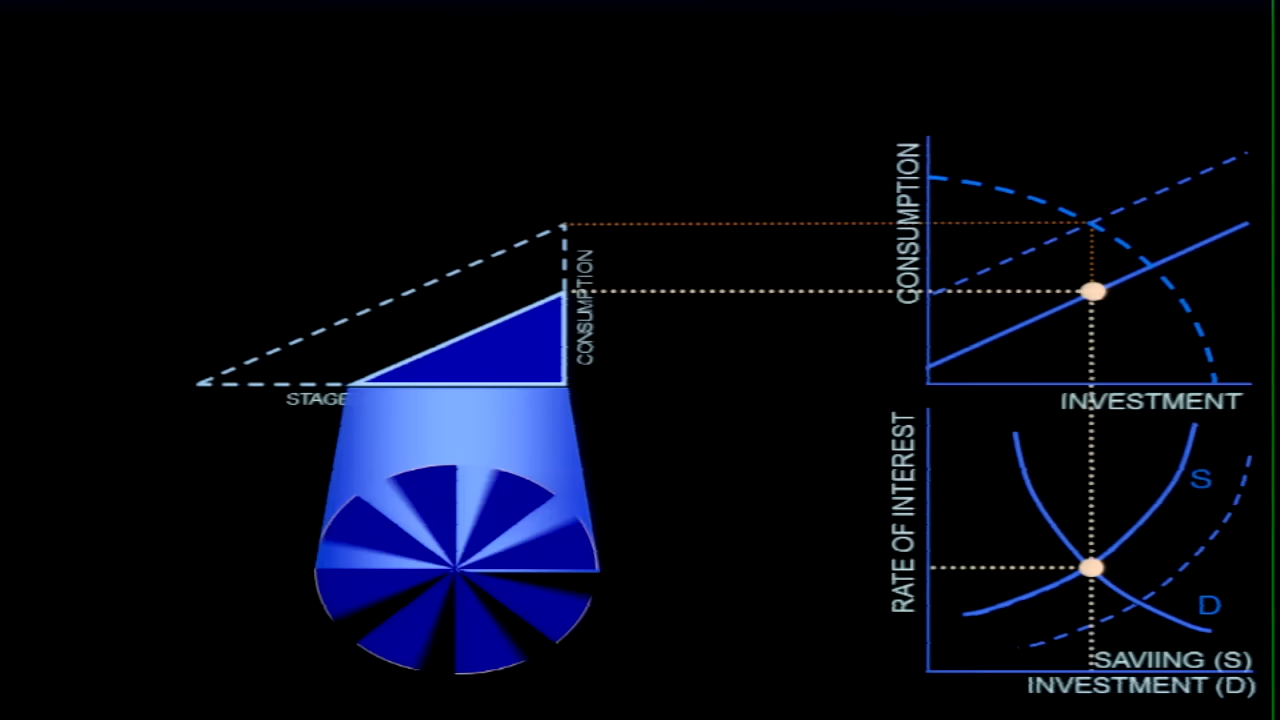 CONSUMPTION
CONSUMPTION
STAGE
INVESTMENT
RATE OF INTEREST
S
D
SAVIING (S)
INVESTMENT (D)